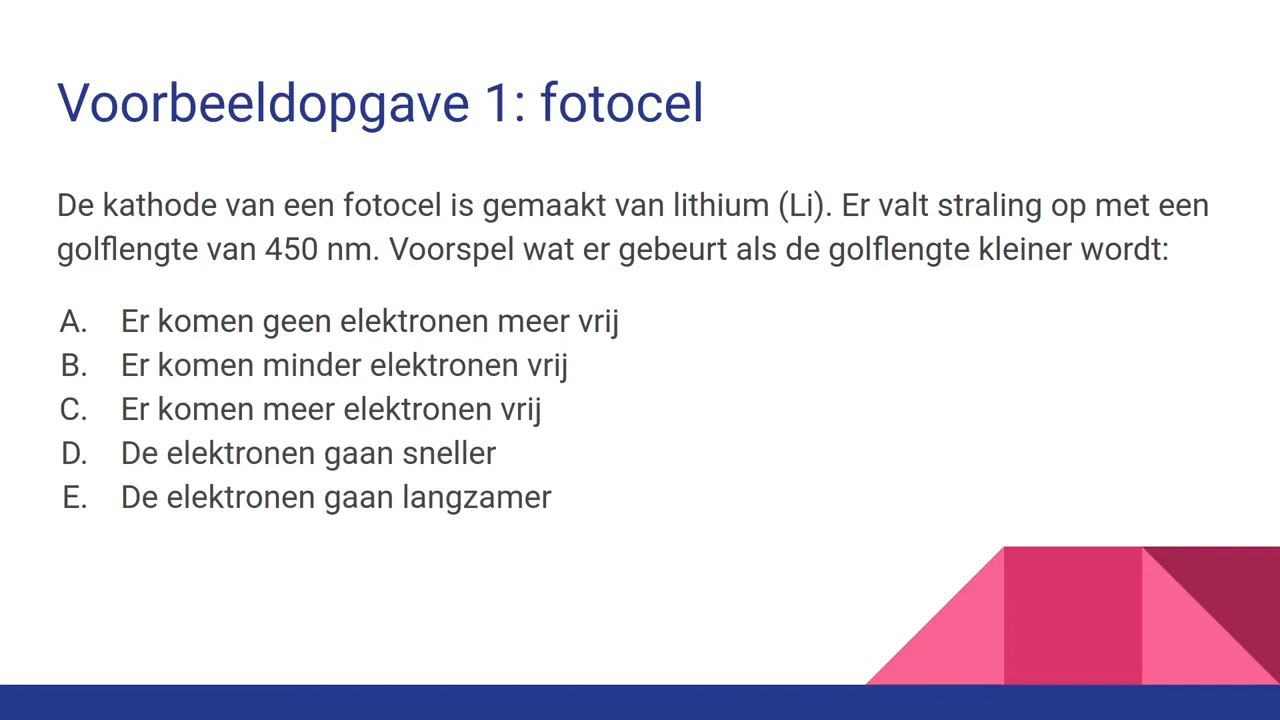 Voorbeeldopgave 1: fotocel
De kathode van een fotocel is gemaakt van lithium (Li). Er valt straling op met een
golflengte van 450 nm. Voorspel wat er gebeurt als de golflengte kleiner wordt:
A. Er komen geen elektronen meer vrij
B. Er komen minder elektronen vrij
C. Er komen meer elektronen vrij
D. De elektronen gaan sneller
E. De elektronen gaan langzamer